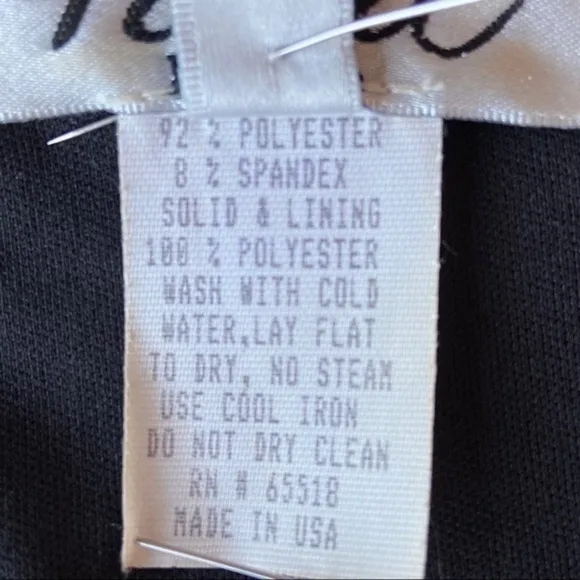 92 % POLYESTER
8 % SPANDEX
SOLID & LINING
100 % POLYESTER
WASH WITH COLD
WATER,LAY FLAT
TO DRY, NO STEAM
USE COOL IRON
DO NOT DRY CLEAN
RN # 65518
MADE IN USA